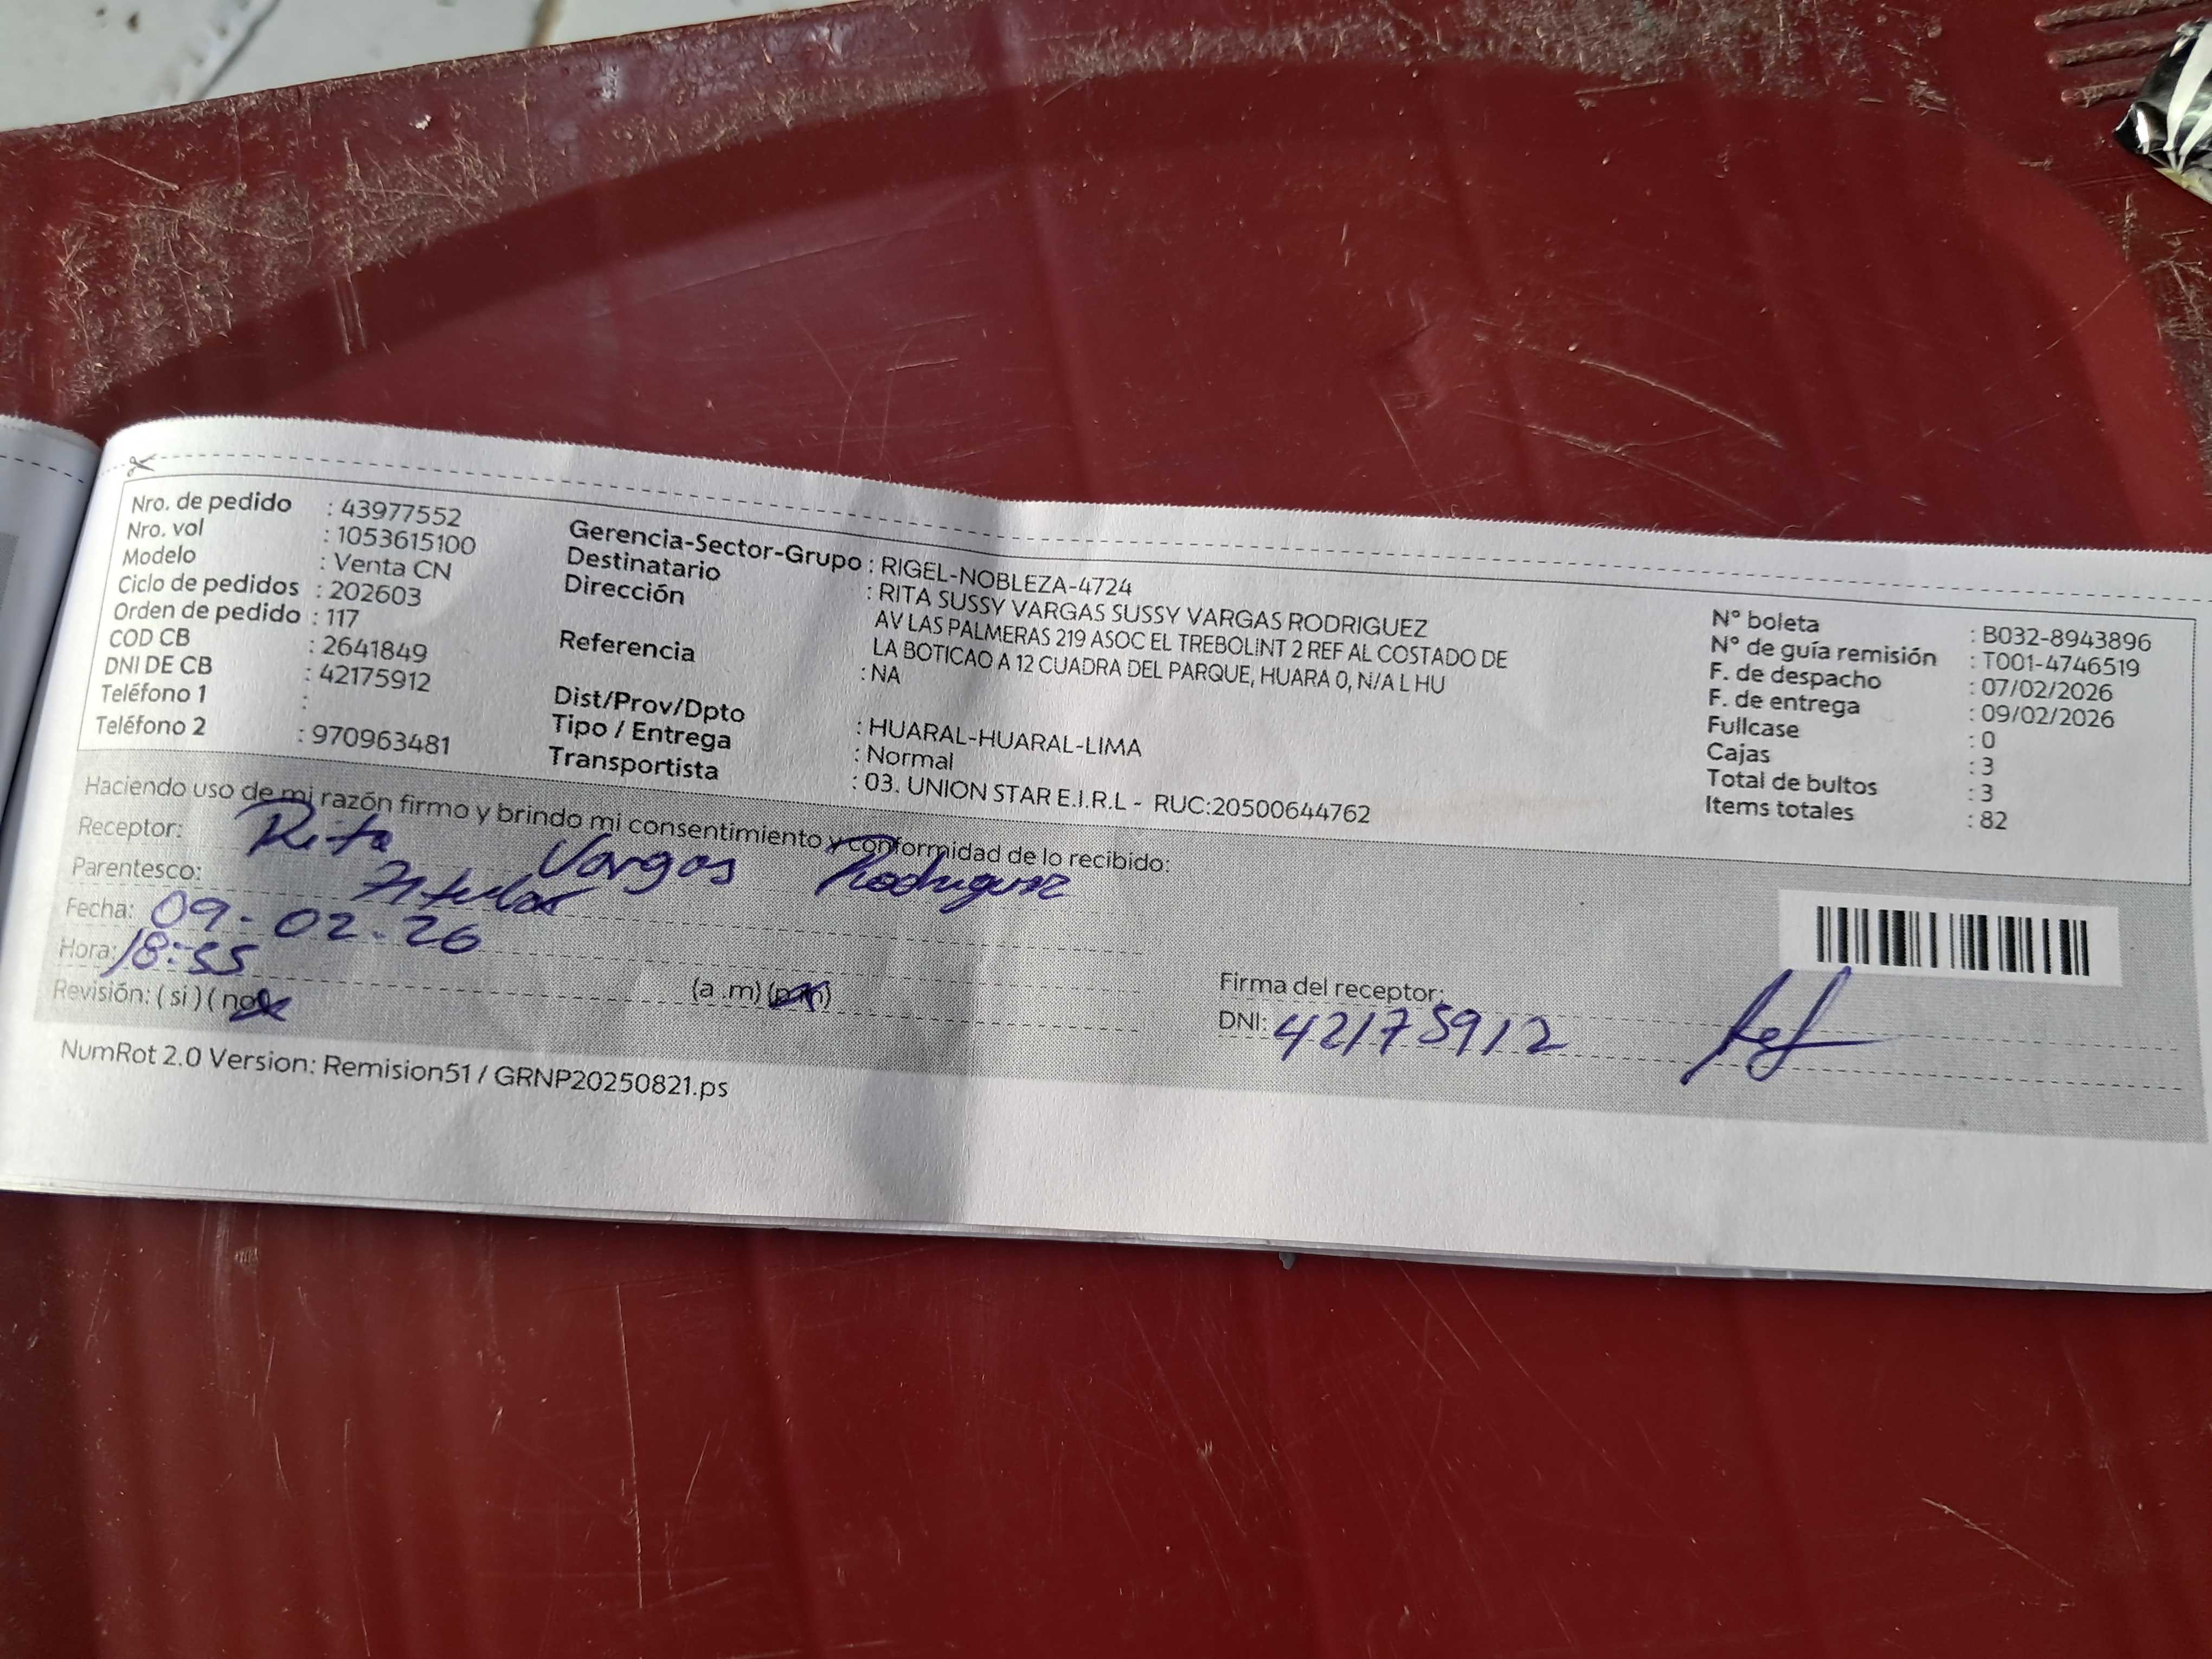 Nro. de pedido : 43977552
Nro. vol : 1053615100
Modelo : Venta CN
Ciclo de pedidos : 202603
Orden de pedido : 117
COD CB : 2641849
DNI DE CB : 42175912
Teléfono 1 :
Teléfono 2 : 970963481
Gerencia-Sector-Grupo : RIGEL-NOBLEZA-4724
Destinatario : RITA SUSSY VARGAS SUSSY VARGAS RODRIGUEZ
Dirección AV LAS PALMERAS 219 ASOC EL TREBOLINT 2 REF AL COSTADO DE
LA BOTICAO A 12 CUADRA DEL PARQUE, HUARA 0, N/A L HU
Referencia : NA
Dist/Prov/Dpto : HUARAL-HUARAL-LIMA
Tipo / Entrega : Normal
Transportista : 03. UNION STAR E.I.R.L - RUC:20500644762
N° boleta : B032-8943896
N° de guía remisión : T001-4746519
F. de despacho : 07/02/2026
F. de entrega : 09/02/2026
Fullcase : 0
Cajas : 3
Total de bultos : 3
Items totales : 82
Haciendo uso de mi razón firmo y brindo mi consentimiento y conformidad de lo recibido:
Receptor: Rita Vargas Rodriguez
Parentesco: Titular
Fecha: 09-02-26
Hora: 18:55 (a .m) (p.m)
Revisión: ( si ) ( no )
Firma del receptor:
DNI: 42175912
NumRot 2.0 Version: Remision51 / GRNP20250821.ps